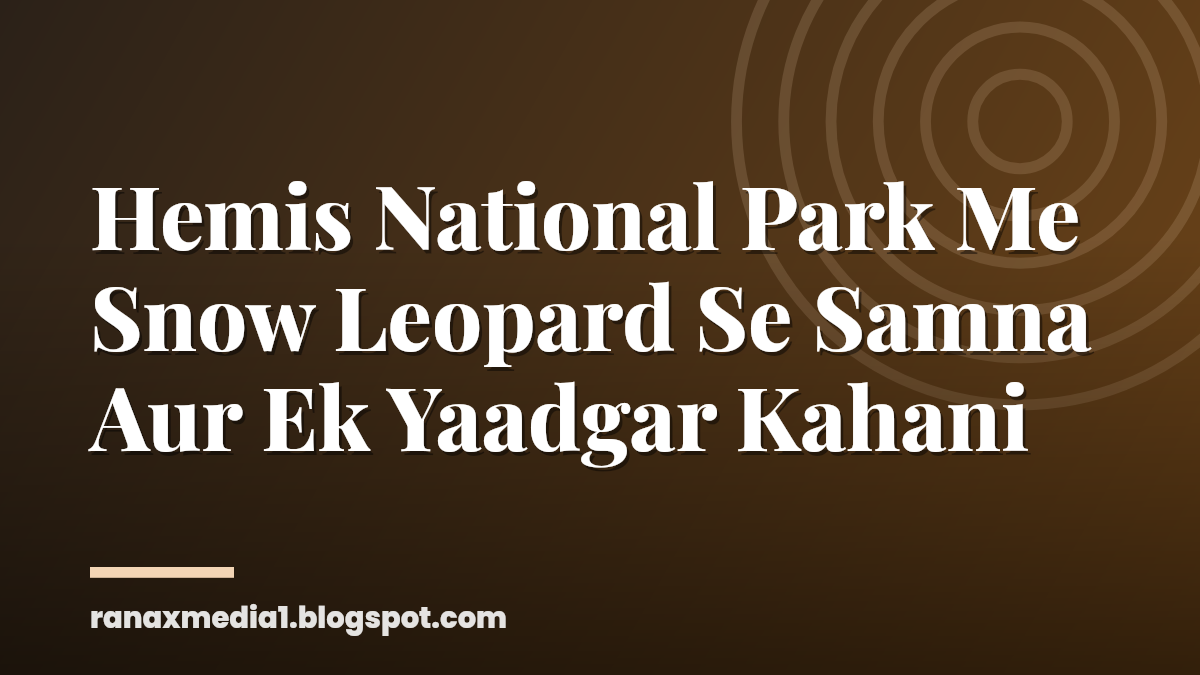 Hemis National Park Me
Snow Leopard Se Samna
Aur Ek Yaadgar Kahani
ranaxmedia1.blogspot.com